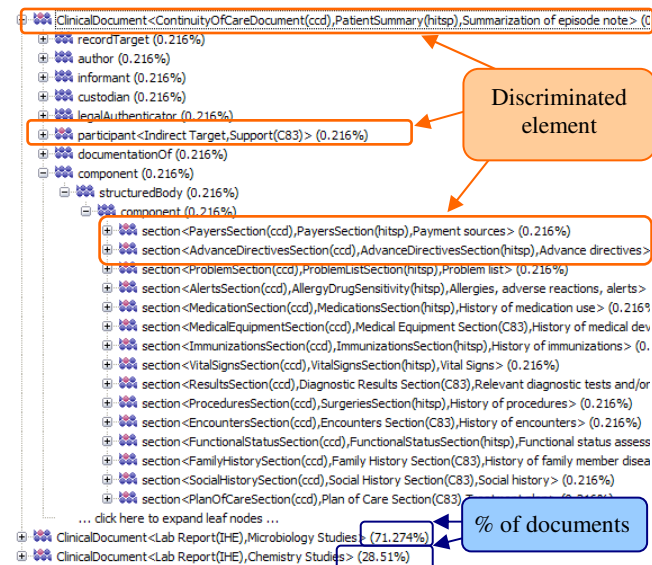 ClinicalDocument<ContinuityOfCareDocument(ccd),PatientSummary(hitsp),Summarization of episode note> (0
recordTarget (0.216%)
author (0.216%)
informant (0.216%)
custodian (0.216%)
legalAuthenticator (0.216%)
participant<Indirect Target,Support(C83)> (0.216%)
documentationOf (0.216%)
component (0.216%)
structuredBody (0.216%)
component (0.216%)
section<PayersSection(ccd),PayersSection(hitsp),Payment sources> (0.216%)
section<AdvanceDirectivesSection(ccd),AdvanceDirectivesSection(hitsp),Advance directives>
section<ProblemSection(ccd),ProblemListSection(hitsp),Problem list> (0.216%)
section<AlertsSection(ccd),AllergyDrugSensitivity(hitsp),Allergies, adverse reactions, alerts>
section<MedicationSection(ccd),MedicationsSection(hitsp),History of medication use> (0.216%
section<MedicalEquipmentSection(ccd),Medical Equipment Section(C83),History of medical dev
section<ImmunizationsSection(ccd),ImmunizationsSection(hitsp),History of immunizations> (0.
section<VitalSignsSection(ccd),VitalSignsSection(hitsp),Vital Signs> (0.216%)
section<ResultsSection(ccd),Diagnostic Results Section(C83),Relevant diagnostic tests and/or
section<ProceduresSection(ccd),SurgeriesSection(hitsp),History of procedures> (0.216%)
section<EncountersSection(ccd),Encounters Section(C83),History of encounters> (0.216%)
section<FunctionalStatusSection(ccd),FunctionalStatusSection(hitsp),Functional status assess
section<FamilyHistorySection(ccd),Family History Section(C83),History of family member disea
section<SocialHistorySection(ccd),Social History Section(C83),Social history> (0.216%)
section<PlanOfCareSection(ccd),Plan of Care Section(C83),
... click here to expand leaf nodes ...
ClinicalDocument<Lab Report(IHE),Microbiology Studies> (71.274%)
ClinicalDocument<Lab Report(IHE),Chemistry Studies> (28.51%)
Discriminated
element
% of documents